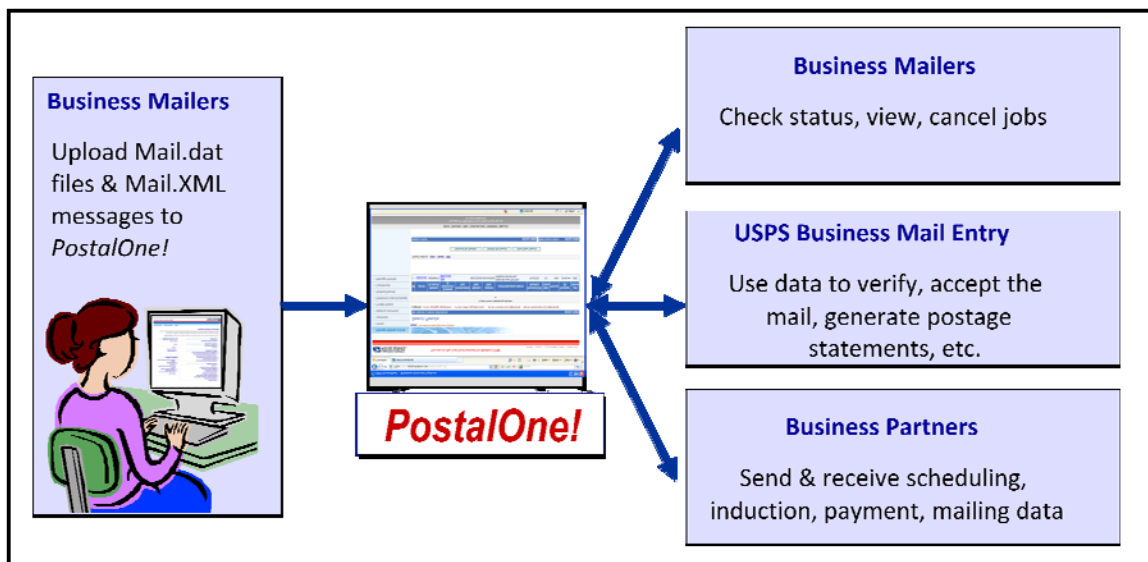 Business Mailers
Upload Mail.dat
files & Mail.XML
messages to
PostalOne!
PostalOne!
Business Mailers
Check status, view, cancel jobs
USPS Business Mail Entry
Use data to verify, accept the
mail, generate postage
statements, etc.
Business Partners
Send & receive scheduling,
induction, payment, mailing data